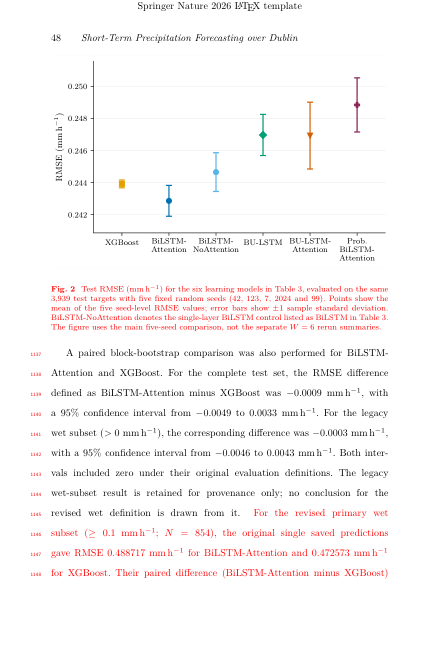 Springer Nature 2026 LATEX template
48 Short-Term Precipitation Forecasting over Dublin
0.250
0.248
0.246
0.244
0.242
RMSE (mm h⁻¹)
XGBoost
BiLSTM-Attention
BiLSTM-NoAttention
BU-LSTM
BU-LSTM-Attention
Prob. BiLSTM-Attention
Fig. 2 Test RMSE (mm h⁻¹) for the six learning models in Table 3, evaluated on the same
3,939 test targets with five fixed random seeds (42, 123, 7, 2024 and 99). Points show the
mean of the five seed-level RMSE values; error bars show ±1 sample standard deviation.
BiLSTM-NoAttention denotes the single-layer BiLSTM control listed as BiLSTM in Table 3.
The figure uses the main five-seed comparison, not the separate W = 6 rerun summaries.
1137 A paired block-bootstrap comparison was also performed for BiLSTM-
1138 Attention and XGBoost. For the complete test set, the RMSE difference
1139 defined as BiLSTM-Attention minus XGBoost was −0.0009 mm h⁻¹, with
1140 a 95% confidence interval from −0.0049 to 0.0033 mm h⁻¹. For the legacy
1141 wet subset (> 0 mm h⁻¹), the corresponding difference was −0.0003 mm h⁻¹,
1142 with a 95% confidence interval from −0.0046 to 0.0043 mm h⁻¹. Both inter-
1143 vals included zero under their original evaluation definitions. The legacy
1144 wet-subset result is retained for provenance only; no conclusion for the
1145 revised wet definition is drawn from it. For the revised primary wet
1146 subset (≥ 0.1 mm h⁻¹; N = 854), the original single saved predictions
1147 gave RMSE 0.488717 mm h⁻¹ for BiLSTM-Attention and 0.472573 mm h⁻¹
1148 for XGBoost. Their paired difference (BiLSTM-Attention minus XGBoost)